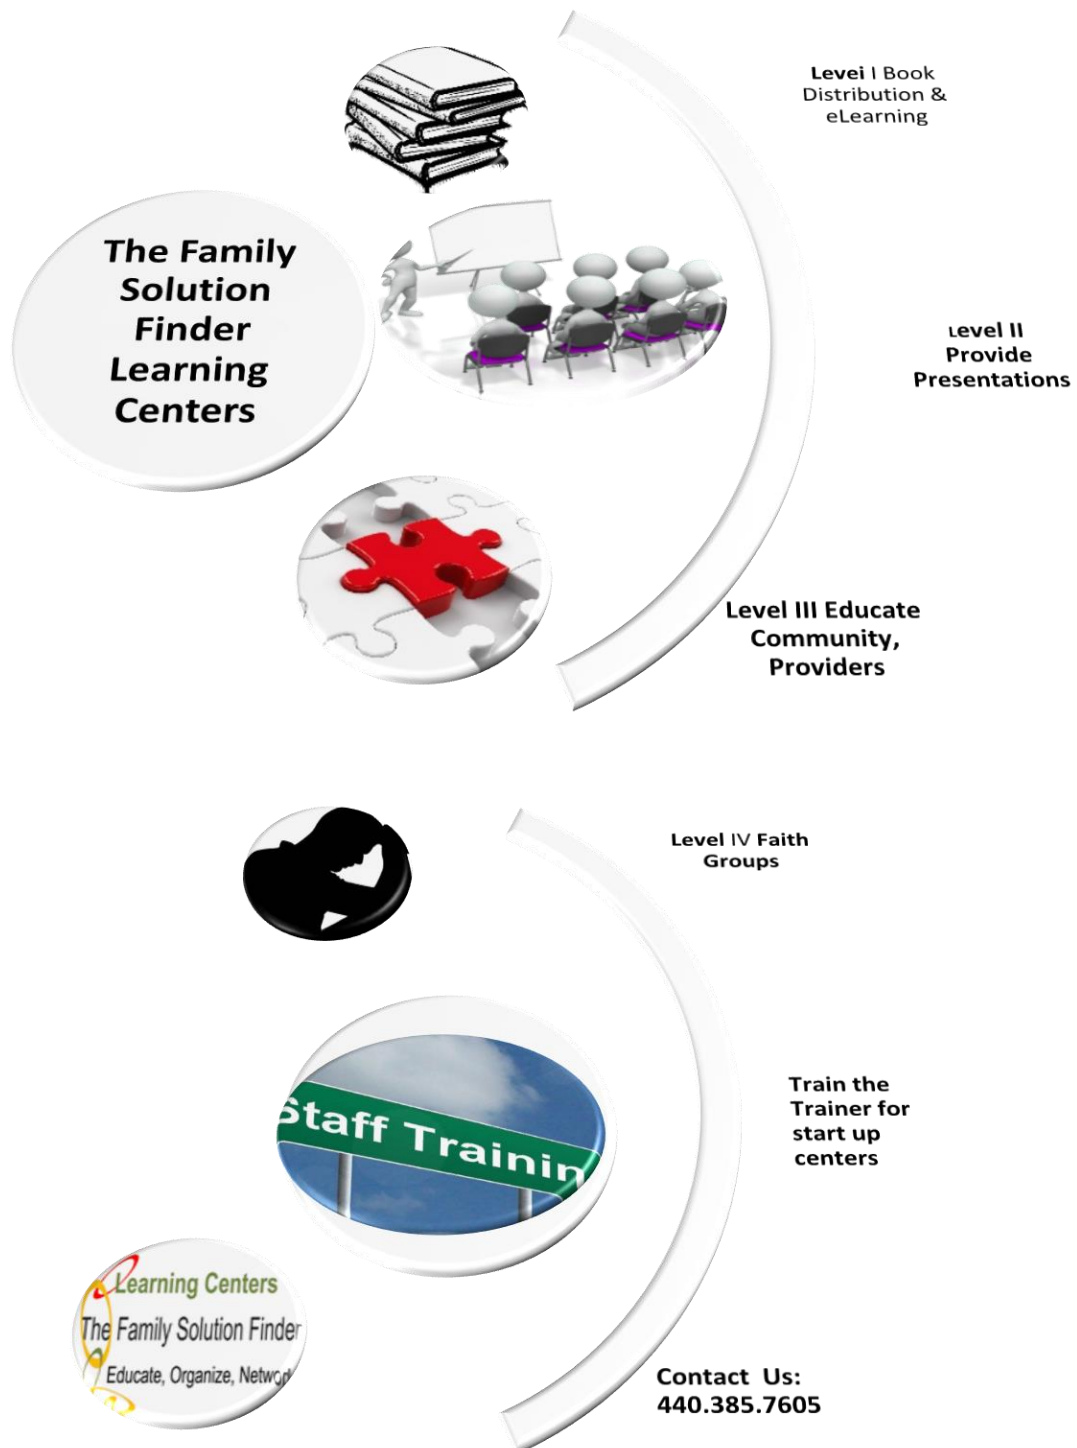 Levei I Book
Distribution &
eLearning
The Family
Solution
Finder
Learning
Centers
Level II
Provide
Presentations
Level III Educate
Community,
Providers
Level IV Faith
Groups
Staff Trainin
Train the
Trainer for
start up
centers
Learning Centers
The Family Solution Finder
Educate, Organize, Networ
Contact Us:
440.385.7605